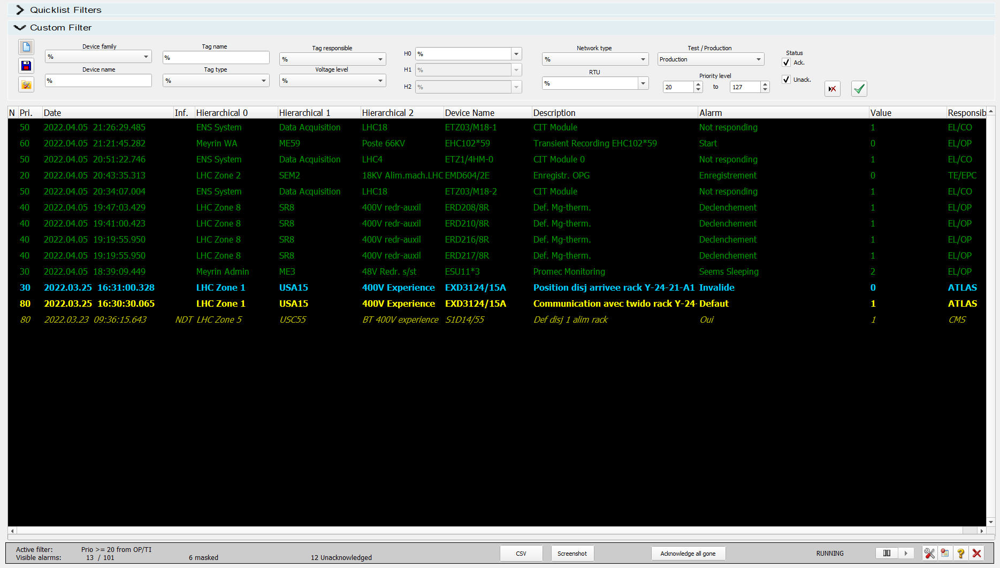 Quicklist Filters
Custom Filter
Device family
%
Device name
%
Tag name
%
Tag type
%
Tag responsible
%
Voltage level
%
H0 %
H1 %
H2 %
Network type
%
RTU
%
Test / Production
Production
Priority level
20 to 127
Status
Ack.
Unack.
N Pri. Date Inf. Hierarchical 0 Hierarchical 1 Hierarchical 2 Device Name Description Alarm Value Responsib
50 2022.04.05 21:26:29.485 ENS System Data Acquisition LHC18 ETZ03/M18-1 CIT Module Not responding 1 EL/CO
60 2022.04.05 21:21:45.282 Meyrin WA ME59 Poste 66KV EHC102*59 Transient Recording EHC102*59 Start 0 EL/OP
50 2022.04.05 20:51:22.746 ENS System Data Acquisition LHC4 ETZ1/4HM-0 CIT Module 0 Not responding 1 EL/CO
20 2022.04.05 20:43:35.313 LHC Zone 2 SEM2 18KV Alim.mach.LHC EMD604/2E Enregistr. OPG Enregistrement 0 TE/EPC
50 2022.04.05 20:34:07.004 ENS System Data Acquisition LHC18 ETZ03/M18-2 CIT Module Not responding 1 EL/CO
40 2022.04.05 19:47:03.429 LHC Zone 8 SR8 400V redr-auxil ERD208/8R Def. Mg-therm. Declenchement 1 EL/OP
40 2022.04.05 19:41:00.423 LHC Zone 8 SR8 400V redr-auxil ERD210/8R Def. Mg-therm. Declenchement 1 EL/OP
40 2022.04.05 19:19:55.950 LHC Zone 8 SR8 400V redr-auxil ERD216/8R Def. Mg-therm. Declenchement 1 EL/OP
40 2022.04.05 19:19:55.950 LHC Zone 8 SR8 400V redr-auxil ERD217/8R Def. Mg-therm. Declenchement 1 EL/OP
30 2022.04.05 18:39:09.449 Meyrin Admin ME3 48V Redr. s/st ESU11*3 Promec Monitoring Seems Sleeping 2 EL/OP
30 2022.03.25 16:31:00.328 LHC Zone 1 USA15 400V Experience EXD3124/15A Position disj arrivee rack Y-24-21-A1 Invalide 0 ATLAS
80 2022.03.25 16:30:30.065 LHC Zone 1 USA15 400V Experience EXD3124/15A Communication avec twido rack Y-24- Defaut 1 ATLAS
80 2022.03.23 09:36:15.643 NDT LHC Zone 5 USC55 BT 400V experience S1D14/55 Def disj 1 alim rack Oui 1 CMS
Active filter: Prio >= 20 from OP/TI
Visible alarms: 13 / 101 6 masked 12 Unacknowledged
CSV Screenshot Acknowledge all gone RUNNING